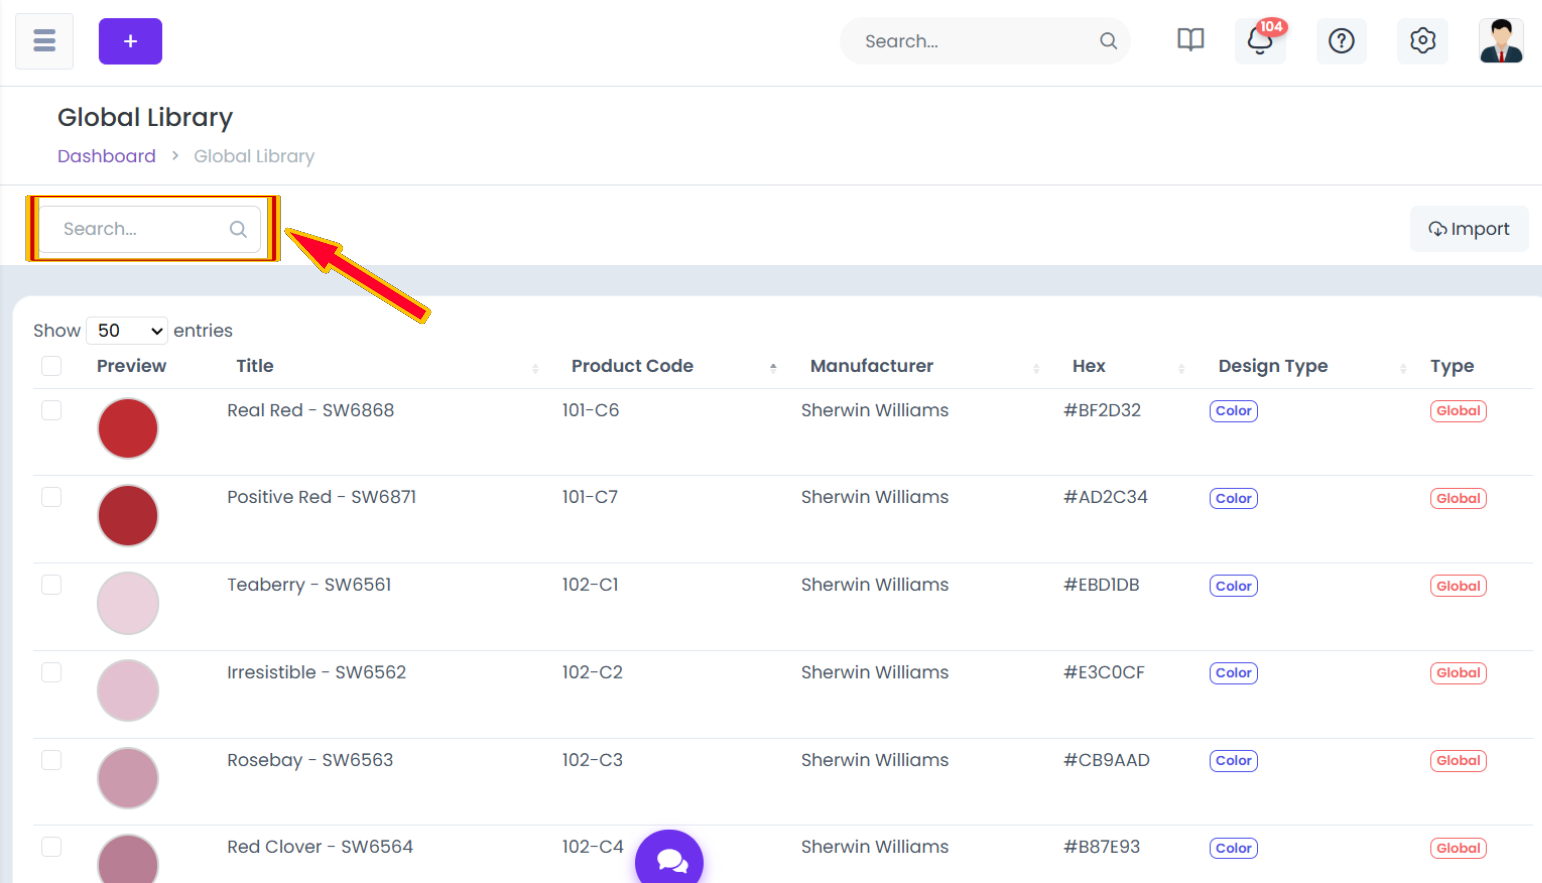 +
Search...
104
Global Library
Dashboard > Global Library
Search...
Import
Show 50 entries
Preview Title Product Code Manufacturer Hex Design Type Type
Real Red - SW6868 101-C6 Sherwin Williams #BF2D32 Color Global
Positive Red - SW6871 101-C7 Sherwin Williams #AD2C34 Color Global
Teaberry - SW6561 102-C1 Sherwin Williams #EBD1DB Color Global
Irresistible - SW6562 102-C2 Sherwin Williams #E3C0CF Color Global
Rosebay - SW6563 102-C3 Sherwin Williams #CB9AAD Color Global
Red Clover - SW6564 102-C4 Sherwin Williams #B87E93 Color Global